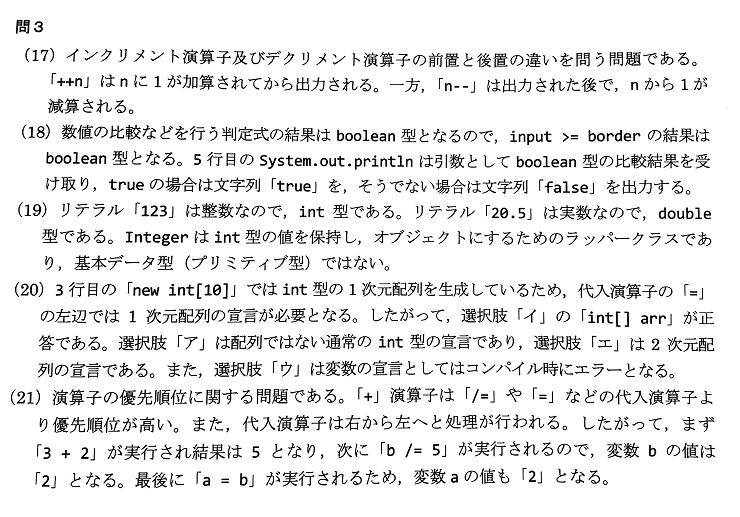 問3
（17）インクリメント演算子及びデクリメント演算子の前置と後置の違いを問う問題である。
「++n」はnに1が加算されてから出力される。一方，「n--」は出力された後で，nから1が
減算される。
（18）数値の比較などを行う判定式の結果は boolean 型となるので，input >= border の結果は
boolean 型となる。5行目の System.out.println は引数として boolean 型の比較結果を受
け取り，true の場合は文字列「true」を，そうでない場合は文字列「false」を出力する。
（19）リテラル「123」は整数なので，int 型である。リテラル「20.5」は実数なので，double
型である。Integer は int 型の値を保持し，オブジェクトにするためのラッパークラスであ
り，基本データ型（プリミティブ型）ではない。
（20）3行目の「new int[10]」では int 型の1次元配列を生成しているため，代入演算子の「=」
の左辺では1次元配列の宣言が必要となる。したがって，選択肢「イ」の「int[] arr」が正
答である。選択肢「ア」は配列ではない通常の int 型の宣言であり，選択肢「エ」は2次元配
列の宣言である。また，選択肢「ウ」は変数の宣言としてはコンパイル時にエラーとなる。
（21）演算子の優先順位に関する問題である。「+」演算子は「/=」や「=」などの代入演算子よ
り優先順位が高い。また，代入演算子は右から左へと処理が行われる。したがって，まず
「3 + 2」が実行され結果は 5 となり，次に「b /= 5」が実行されるので，変数 b の値は
「2」となる。最後に「a = b」が実行されるため，変数 a の値も「2」となる。